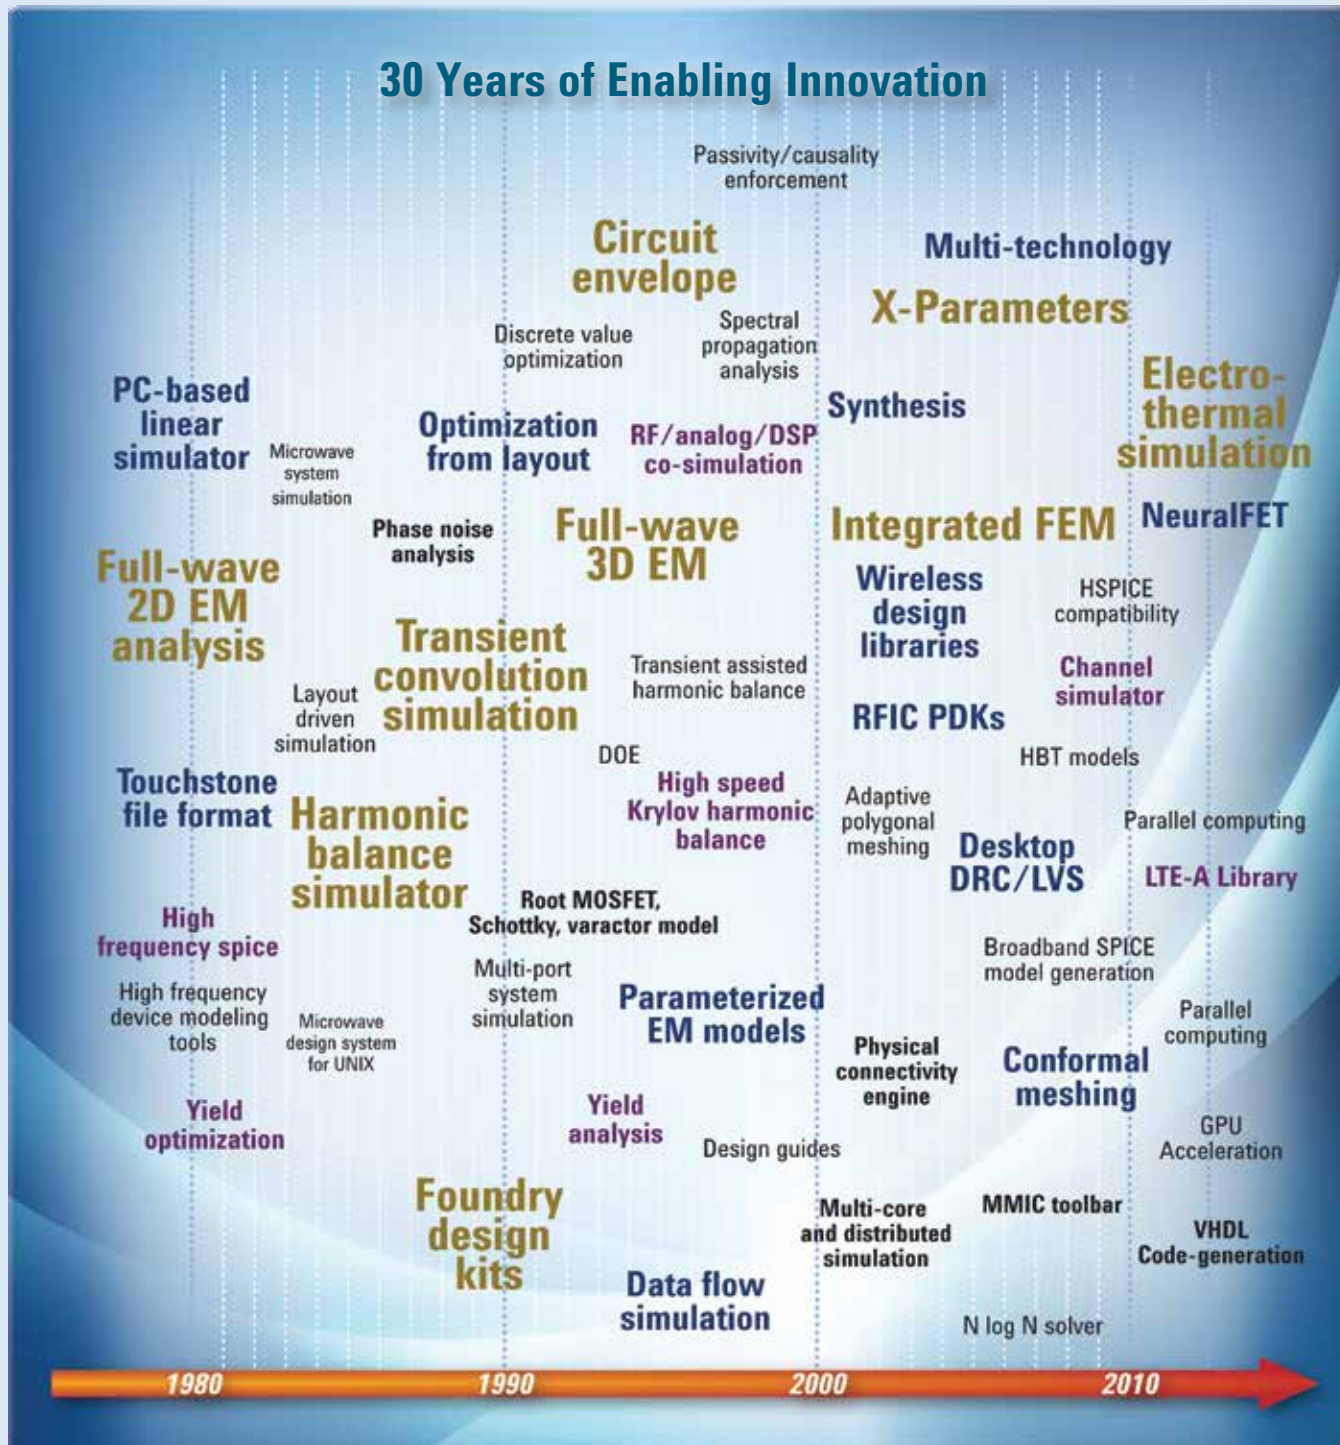 30 Years of Enabling Innovation
Passivity/causality
enforcement
Circuit
envelope
Multi-technology
X-Parameters
Discrete value
optimization
Spectral
propagation
analysis
Electro-
thermal
simulation
PC-based
linear
simulator
Microwave
system
simulation
Optimization
from layout
RF/analog/DSP
co-simulation
Synthesis
Phase noise
analysis
Full-wave
3D EM
Integrated FEM
NeuralFET
Full-wave
2D EM
analysis
Wireless
design
libraries
HSPICE
compatibility
Transient
convolution
simulation
Transient assisted
harmonic balance
Channel
simulator
Layout
driven
simulation
RFIC PDKs
DOE
HBT models
Touchstone
file format
Harmonic
balance
simulator
High speed
Krylov harmonic
balance
Adaptive
polygonal
meshing
Desktop
DRC/LVS
Parallel computing
LTE-A Library
Root MOSFET,
Schottky, varactor model
High
frequency spice
Broadband SPICE
model generation
High frequency
device modeling
tools
Microwave
design system
for UNIX
Multi-port
system
simulation
Parameterized
EM models
Parallel
computing
Physical
connectivity
engine
Conformal
meshing
Yield
optimization
Yield
analysis
Design guides
GPU
Acceleration
Foundry
design
kits
Multi-core
and distributed
simulation
MMIC toolbar
VHDL
Code-generation
Data flow
simulation
N log N solver
1980
1990
2000
2010